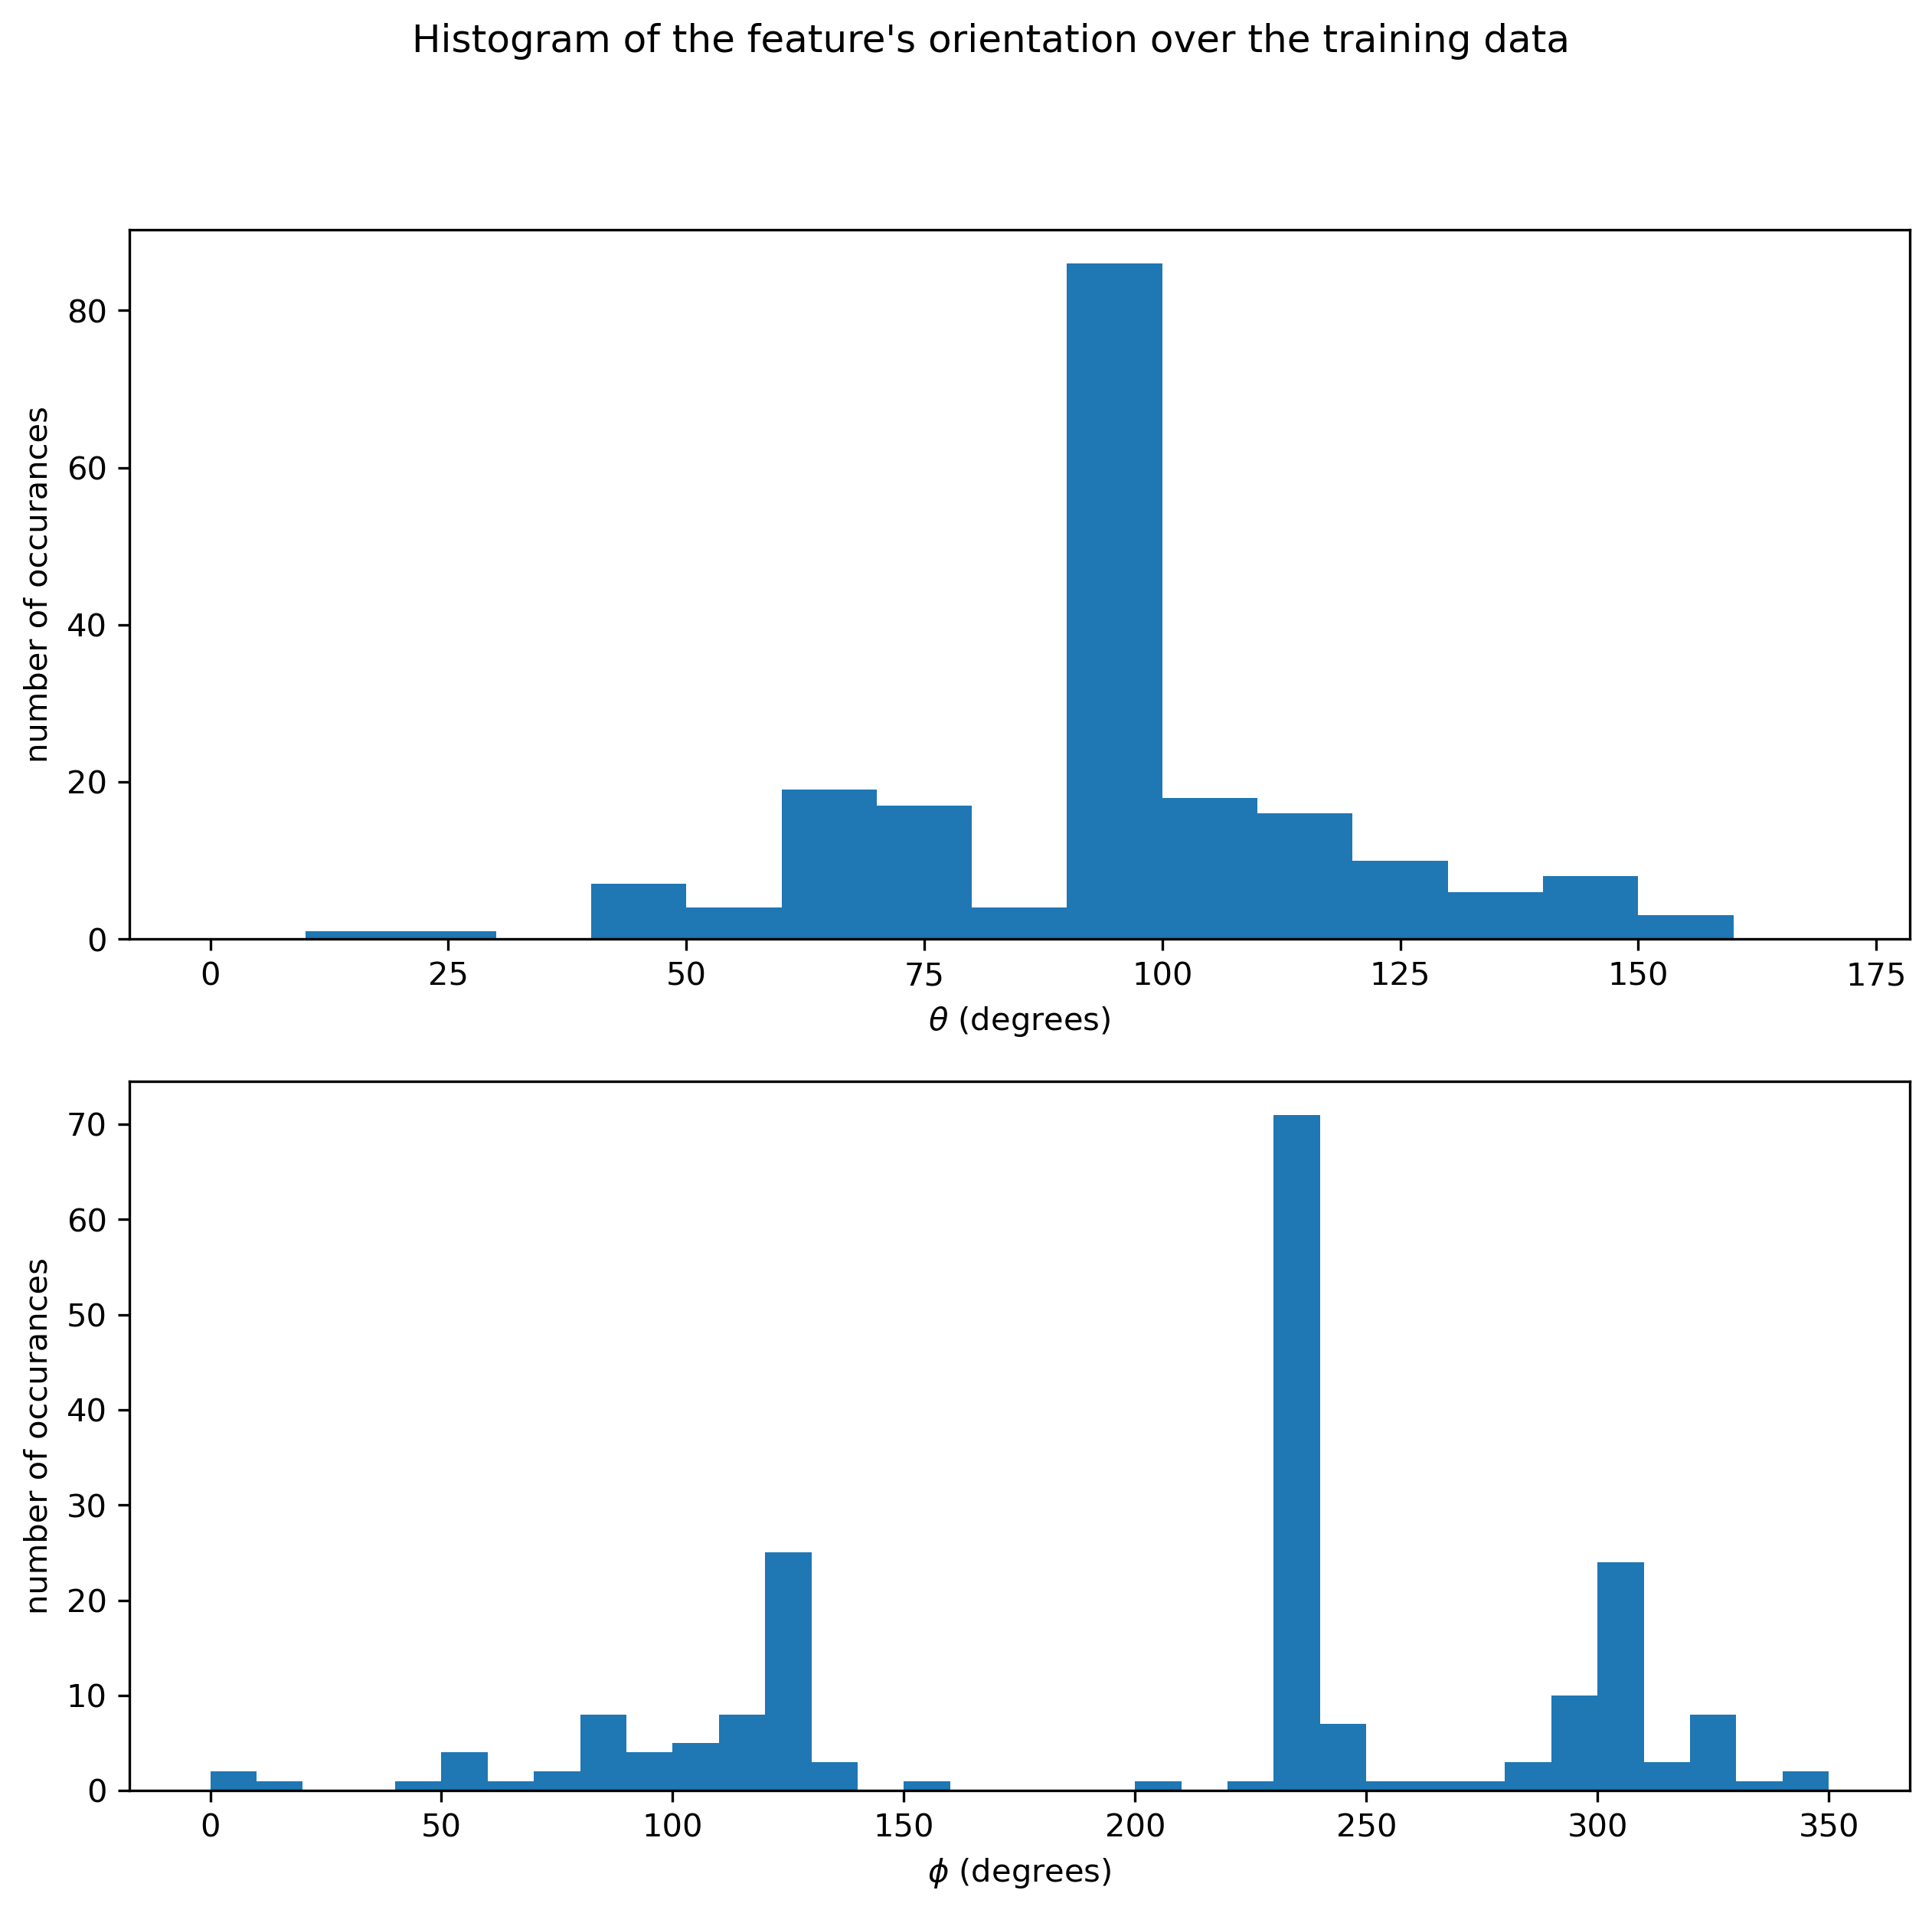 Histogram of the feature's orientation over the training data
80
60
40
20
0
number of occurances
0 25 50 75 100 125 150 175
θ (degrees)
70
60
50
40
30
20
10
0
number of occurances
0 50 100 150 200 250 300 350
ϕ (degrees)